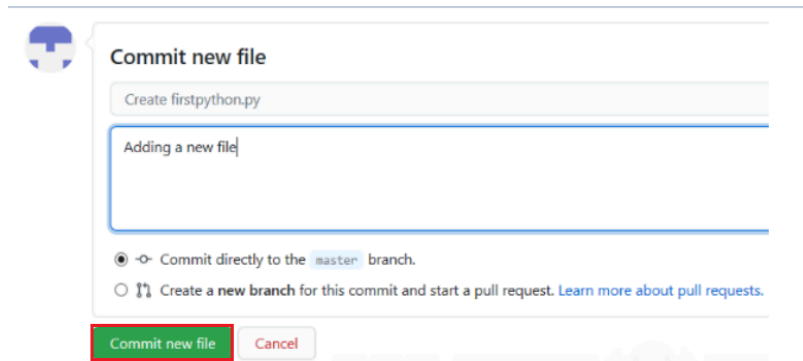 Commit new file
Create firstpython.py
Adding a new file
Commit directly to the master branch.
Create a new branch for this commit and start a pull request. Learn more about pull requests.
Commit new file Cancel